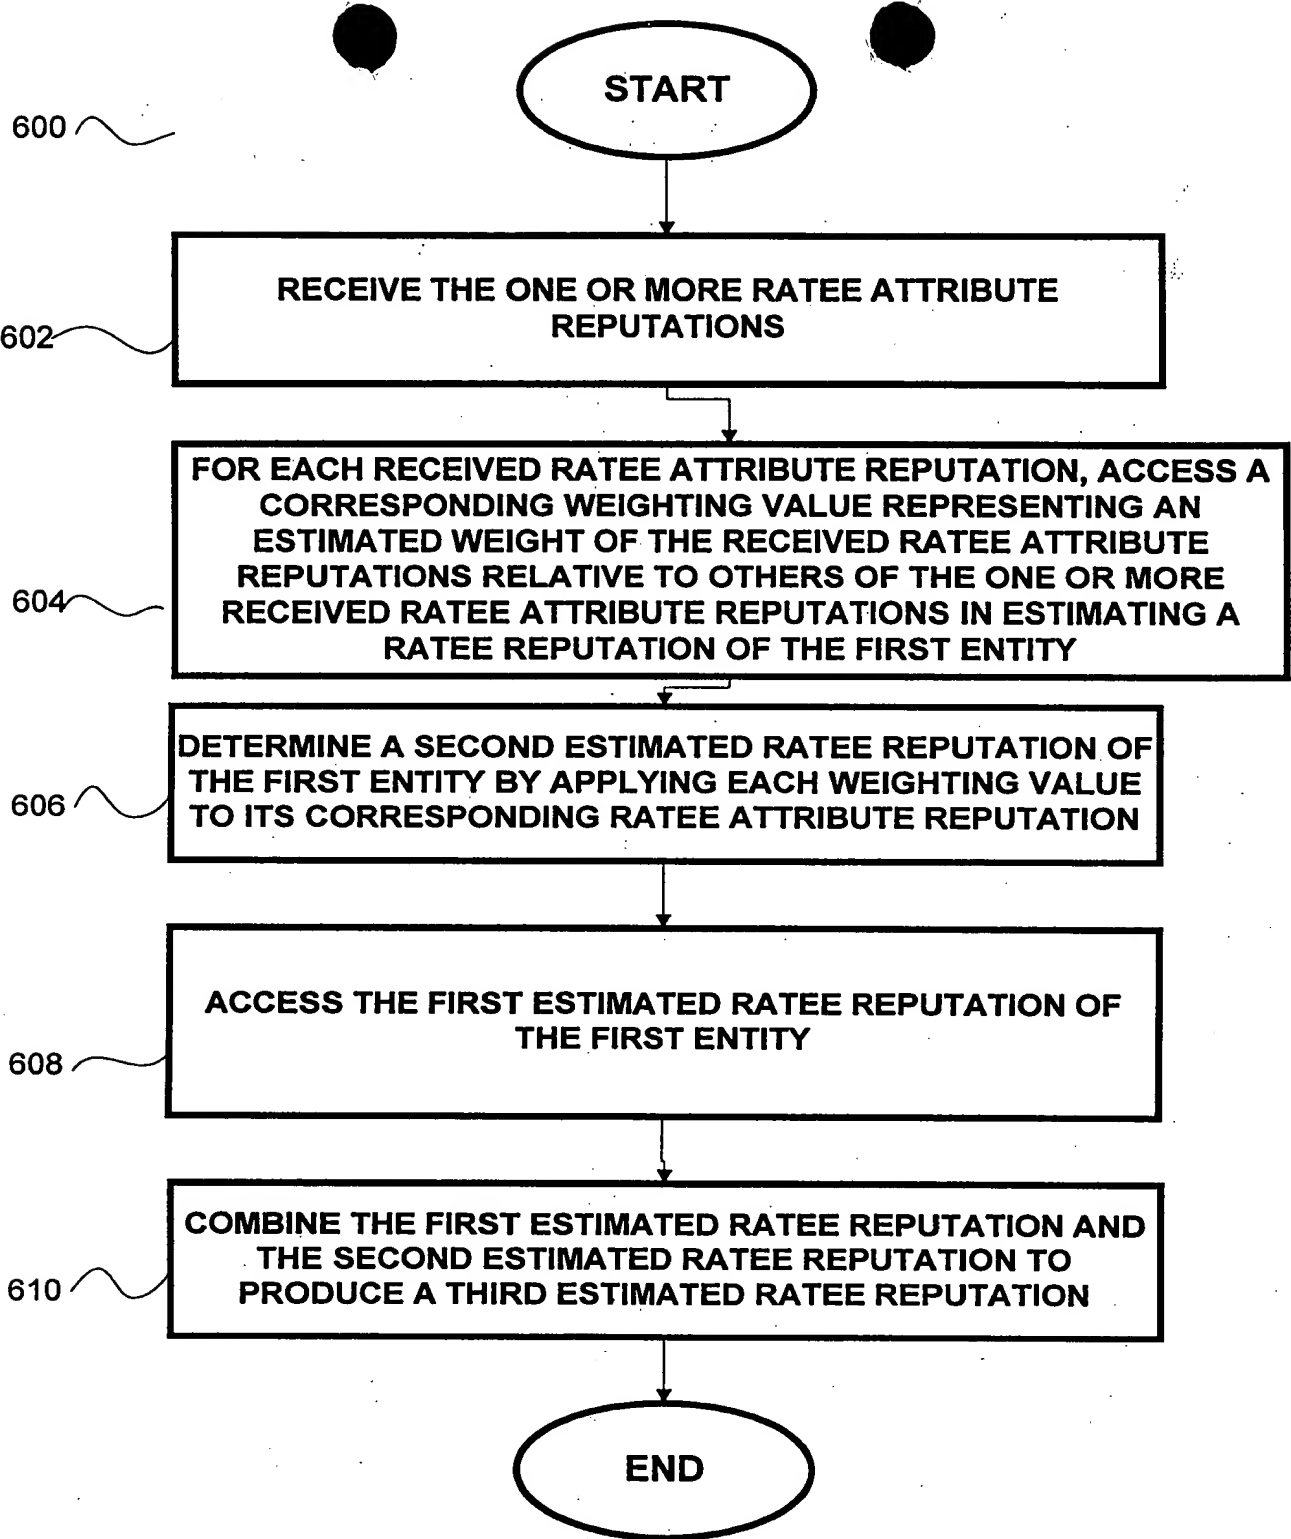 START
600
RECEIVE THE ONE OR MORE RATEE ATTRIBUTE
REPUTATIONS
602
FOR EACH RECEIVED RATEE ATTRIBUTE REPUTATION, ACCESS A
CORRESPONDING WEIGHTING VALUE REPRESENTING AN
ESTIMATED WEIGHT OF THE RECEIVED RATEE ATTRIBUTE
REPUTATIONS RELATIVE TO OTHERS OF THE ONE OR MORE
RECEIVED RATEE ATTRIBUTE REPUTATIONS IN ESTIMATING A
RATEE REPUTATION OF THE FIRST ENTITY
604
DETERMINE A SECOND ESTIMATED RATEE REPUTATION OF
THE FIRST ENTITY BY APPLYING EACH WEIGHTING VALUE
TO ITS CORRESPONDING RATEE ATTRIBUTE REPUTATION
606
ACCESS THE FIRST ESTIMATED RATEE REPUTATION OF
THE FIRST ENTITY
608
COMBINE THE FIRST ESTIMATED RATEE REPUTATION AND
THE SECOND ESTIMATED RATEE REPUTATION TO
PRODUCE A THIRD ESTIMATED RATEE REPUTATION
610
END